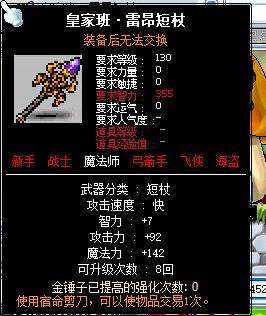 皇家班·雷昂短杖
装备后无法交换
要求等级： 130
要求力量： 0
要求敏捷： 0
要求智力： 355
要求运气： 0
要求人气度： -
道具等级： -
道具经验值： -
新手 战士 魔法师 弓箭手 飞侠 海盗
武器分类 : 短杖
攻击速度 : 快
智力 : +7
攻击力 : +92
魔法力 : +142
可升级次数 : 8回
金锤子已提高的强化次数: 0
使用宿命剪刀，可以使物品交易1次。
452